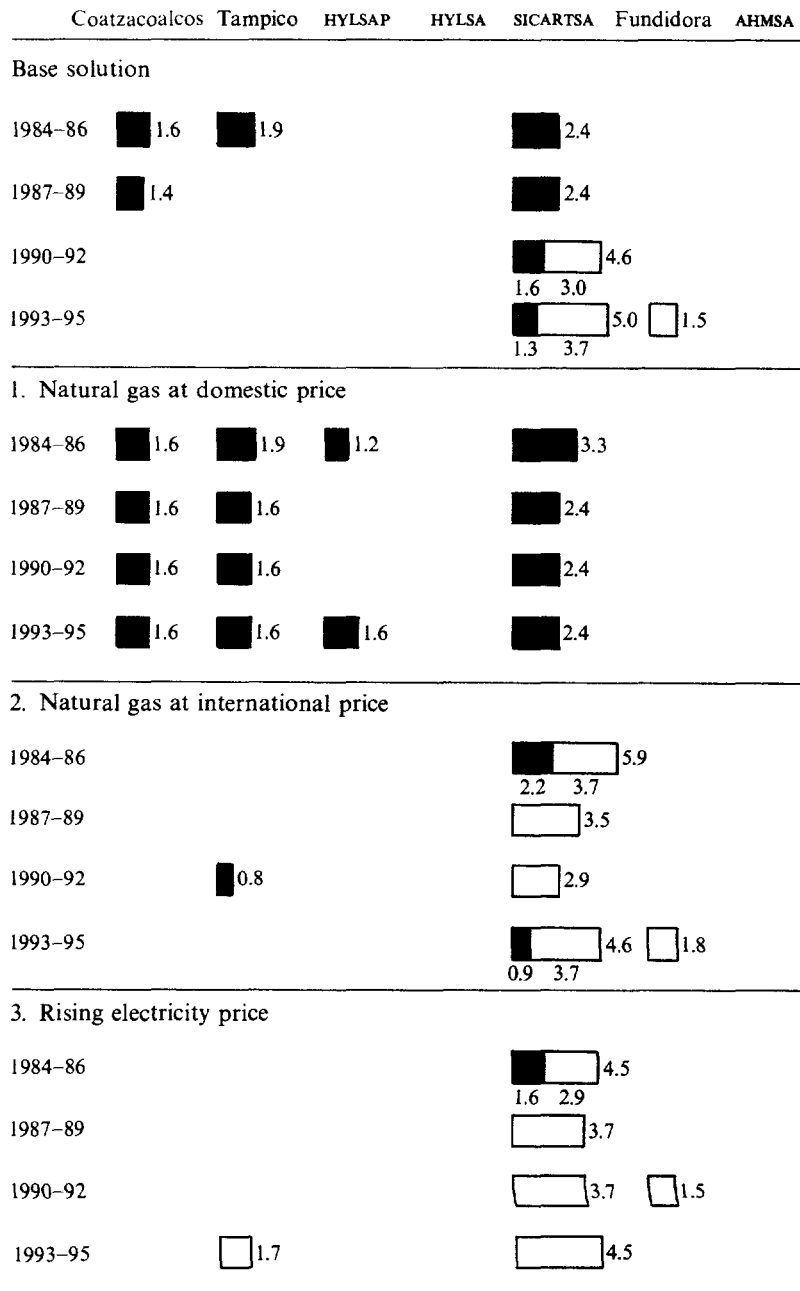 Coatzacoalcos Tampico HYLSAP HYLSA SICARTSA Fundidora AHMSA
Base solution
1984–86 1.6 1.9 2.4
1987–89 1.4 2.4
1990–92 4.6
1.6 3.0
1993–95 5.0 1.5
1.3 3.7
1. Natural gas at domestic price
1984–86 1.6 1.9 1.2 3.3
1987–89 1.6 1.6 2.4
1990–92 1.6 1.6 2.4
1993–95 1.6 1.6 1.6 2.4
2. Natural gas at international price
1984–86 5.9
2.2 3.7
1987–89 3.5
1990–92 0.8 2.9
1993–95 4.6 1.8
0.9 3.7
3. Rising electricity price
1984–86 4.5
1.6 2.9
1987–89 3.7
1990–92 3.7 1.5
1993–95 1.7 4.5